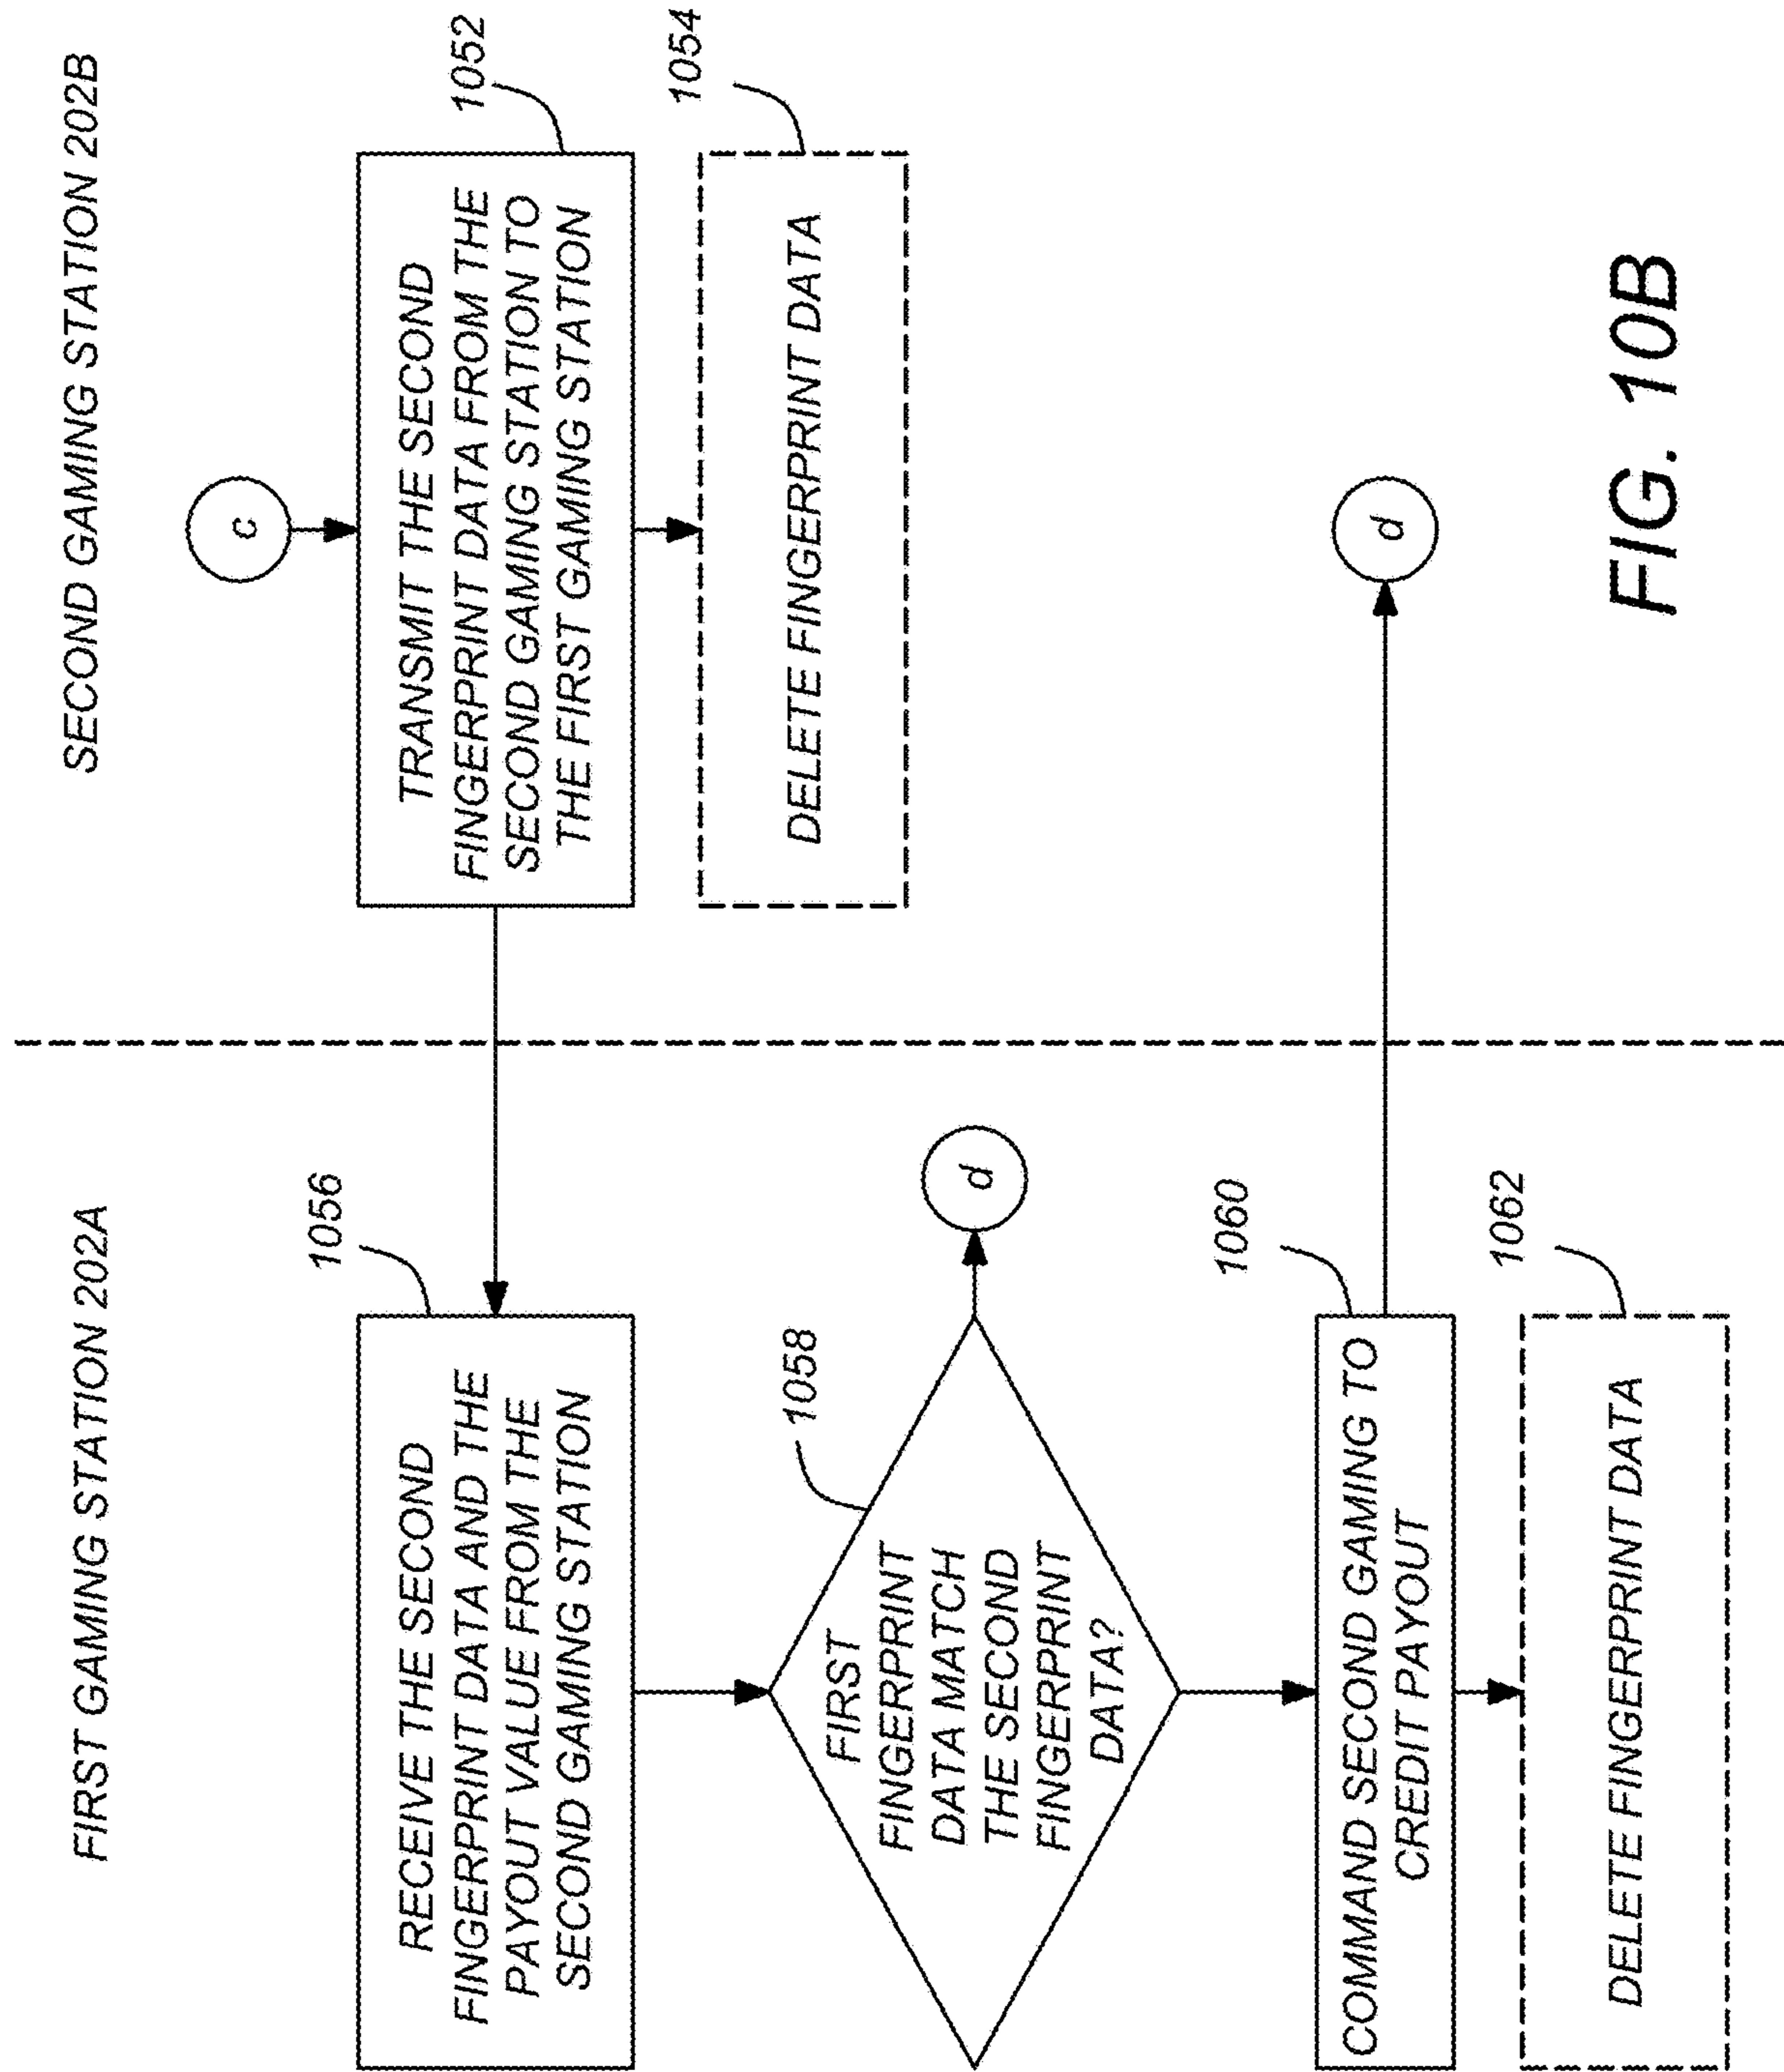 FIRST GAMING STATION 202A
SECOND GAMING STATION 202B
c
1052
TRANSMIT THE SECOND
FINGERPRINT DATA FROM THE
SECOND GAMING STATION TO
THE FIRST GAMING STATION
1054
DELETE FINGERPRINT DATA
1056
RECEIVE THE SECOND
FINGERPRINT DATA AND THE
PAYOUT VALUE FROM THE
SECOND GAMING STATION
1058
FIRST
FINGERPRINT
DATA MATCH
THE SECOND
FINGERPRINT
DATA?
d
1060
COMMAND SECOND GAMING TO
CREDIT PAYOUT
d
1062
DELETE FINGERPRINT DATA
FIG. 10B